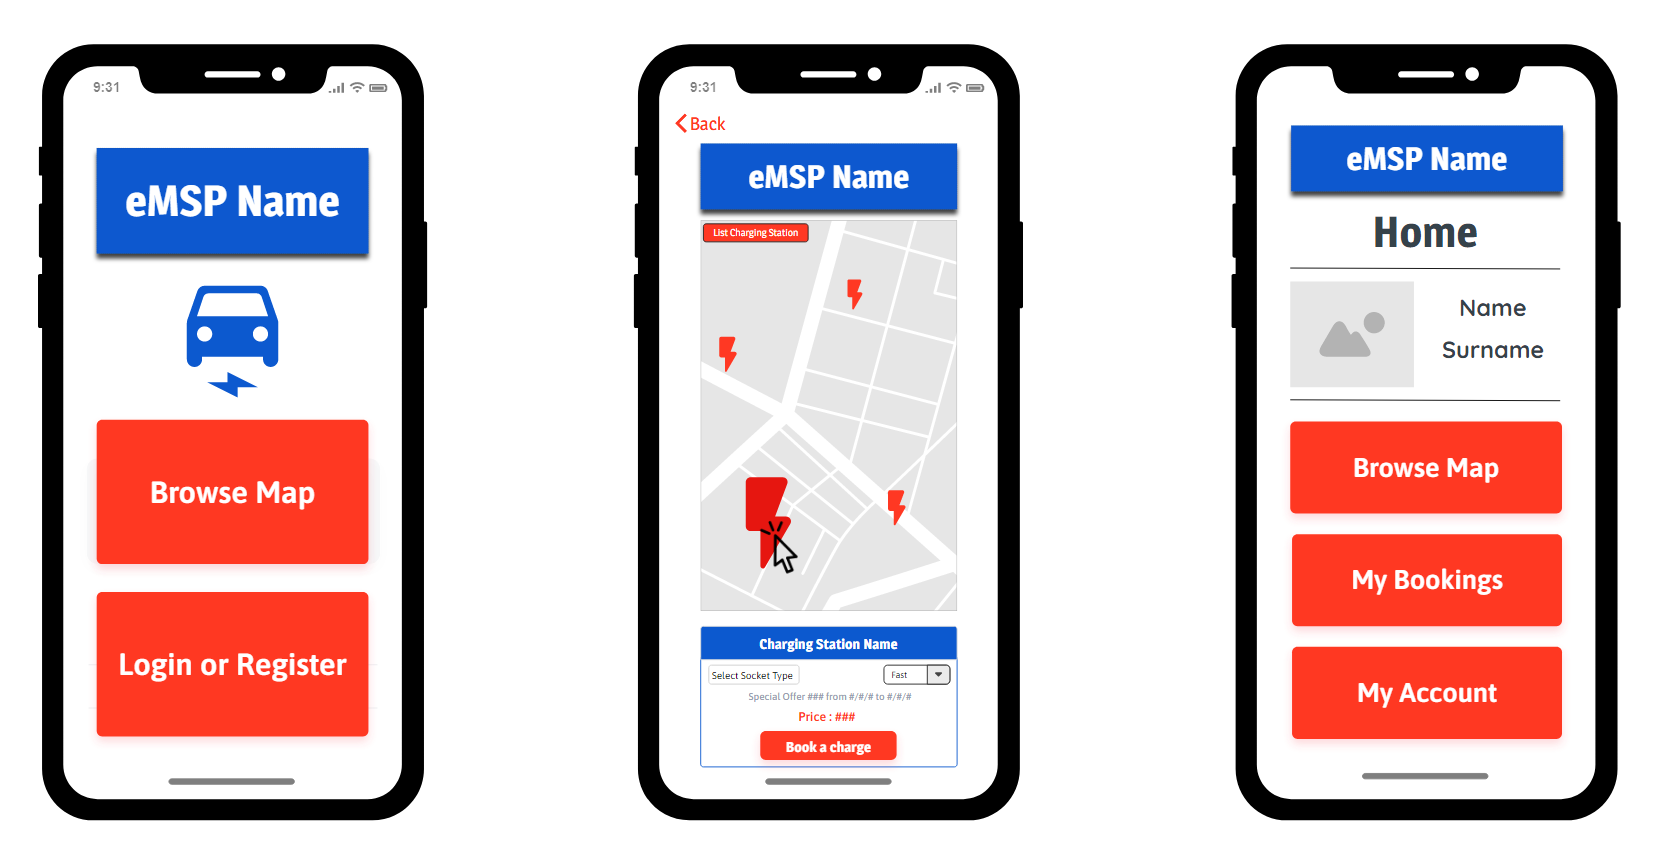 9:31
eMSP Name
Browse Map
Login or Register
9:31
Back
eMSP Name
List Charging Station
Charging Station Name
Select Socket Type
Fast
Special Offer ### from #/#/# to #/#/#
Price : ###
Book a charge
eMSP Name
Home
Name
Surname
Browse Map
My Bookings
My Account